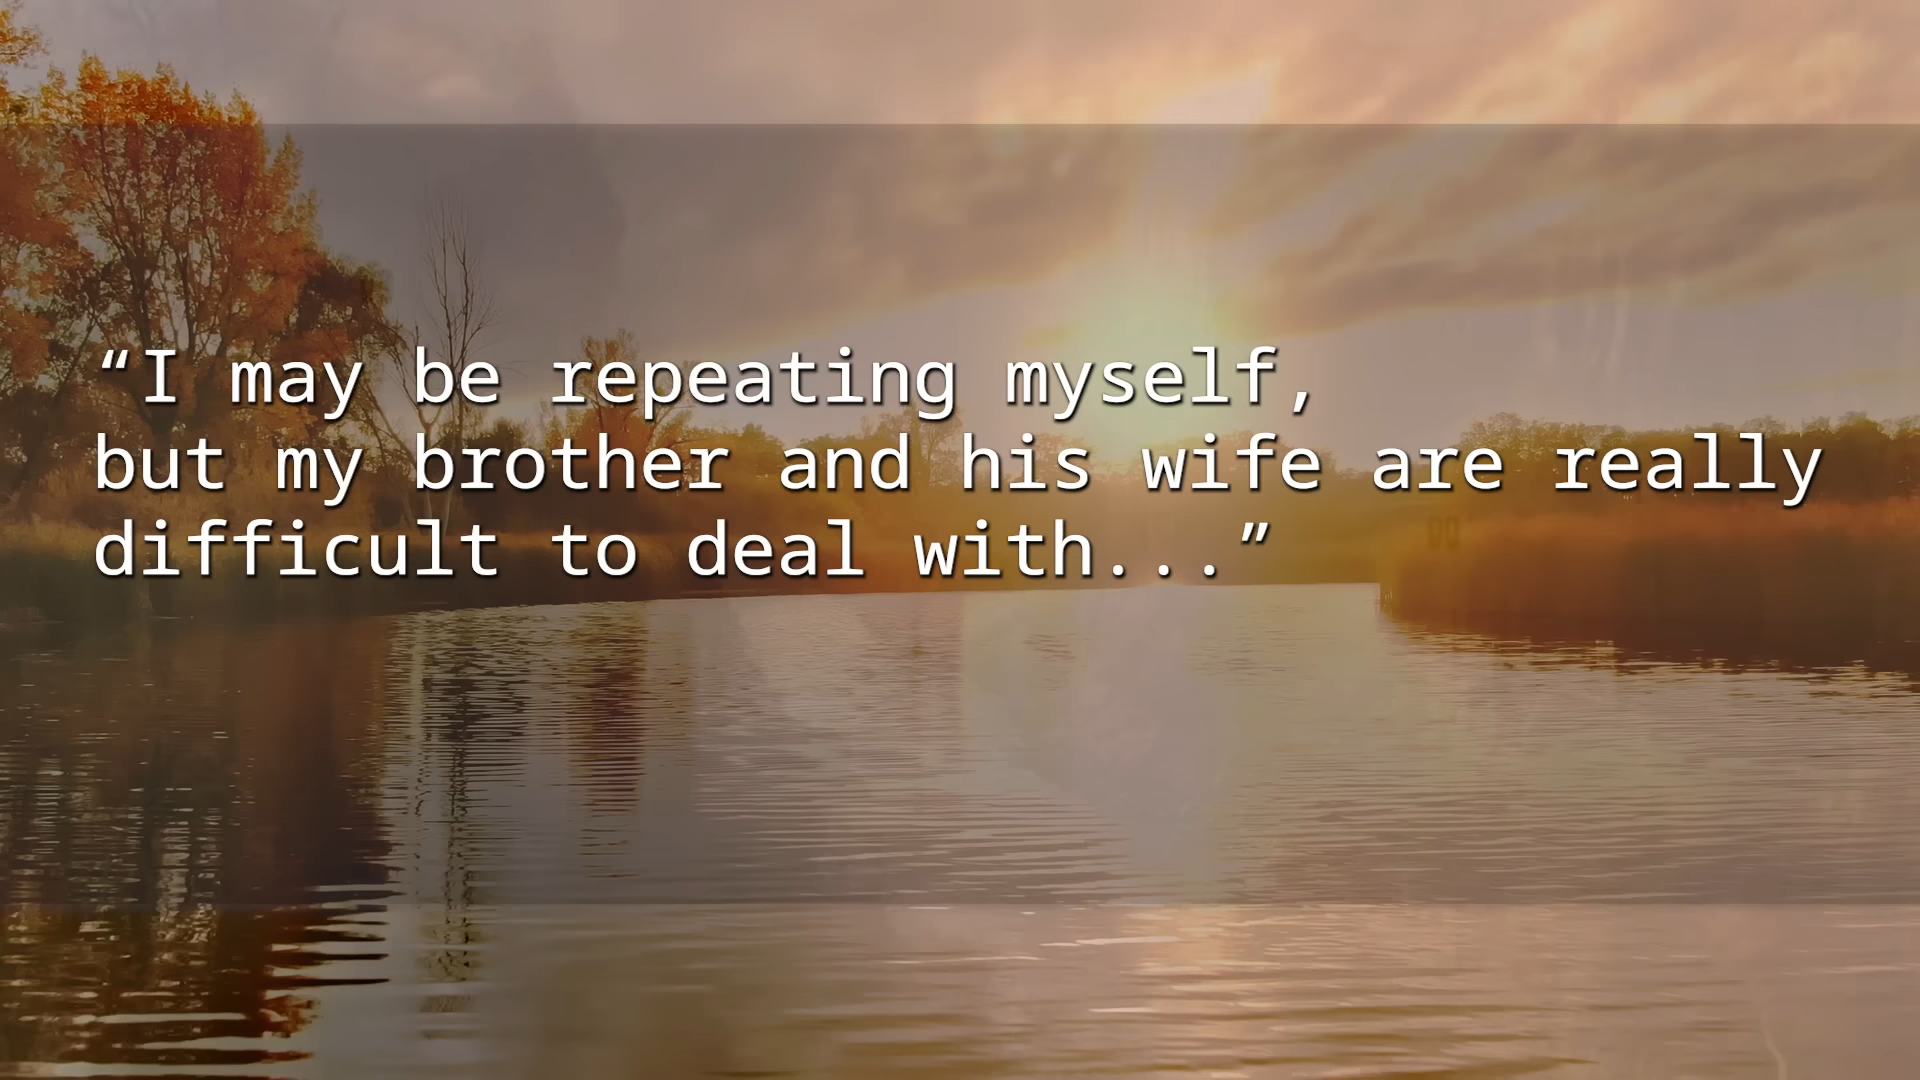 “I may be repeating myself,
but my brother and his wife are really
difficult to deal with...”